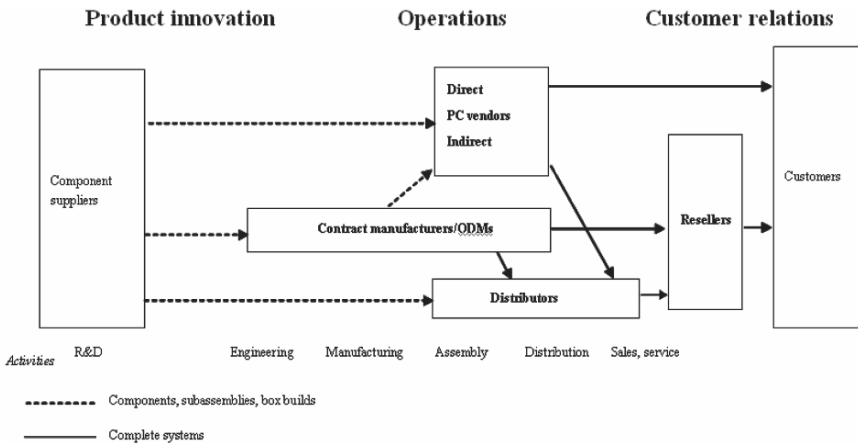 Product innovation
Operations
Customer relations
Direct
PC vendors
Indirect
Component
suppliers
Customers
Resellers
Contract manufacturers/ODMs
Distributors
Activities
R&D
Engineering
Manufacturing
Assembly
Distribution
Sales, service
Components, subassemblies, box builds
Complete systems